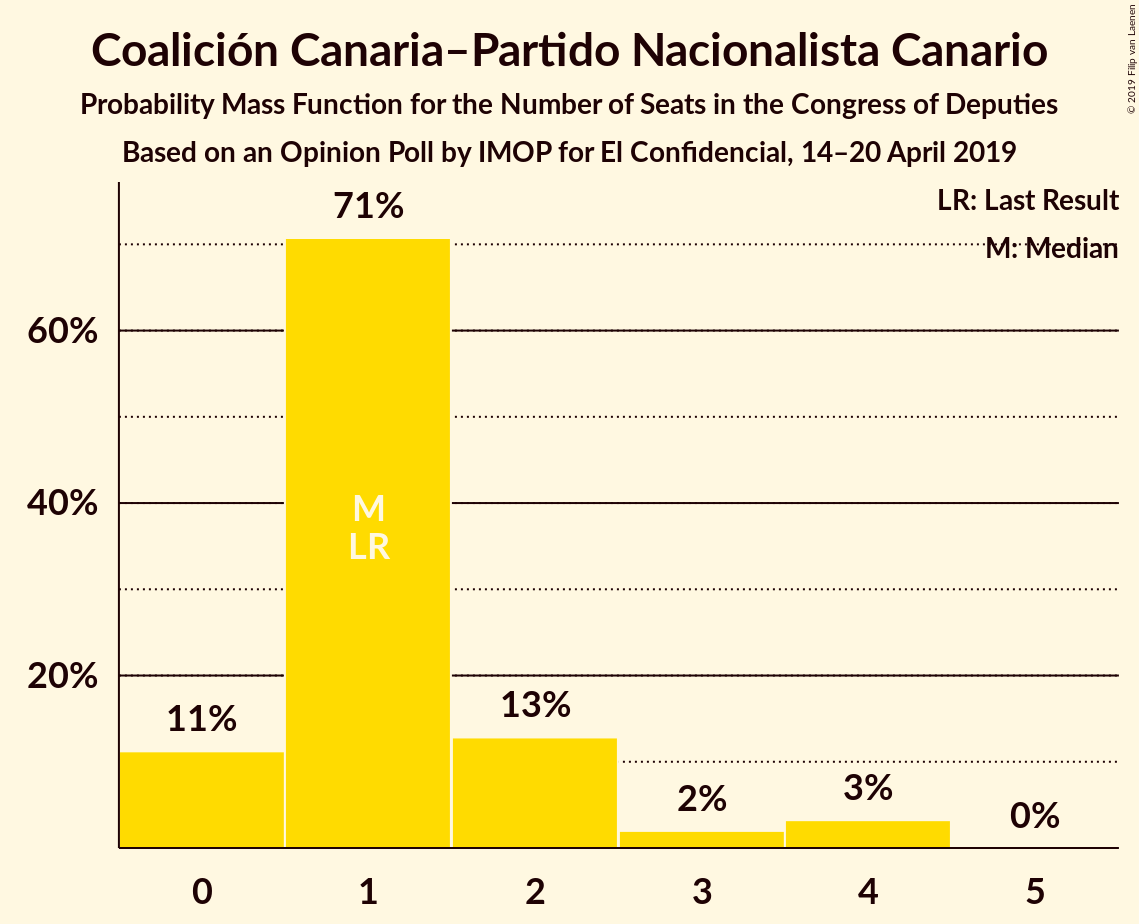 Coalición Canaria–Partido Nacionalista Canario
Probability Mass Function for the Number of Seats in the Congress of Deputies
Based on an Opinion Poll by IMOP for El Confidencial, 14–20 April 2019
© 2019 Filip van Laenen
LR: Last Result
M: Median
71%
60%
40%
20%
M
LR
11%
13%
2%
3%
0%
0 1 2 3 4 5